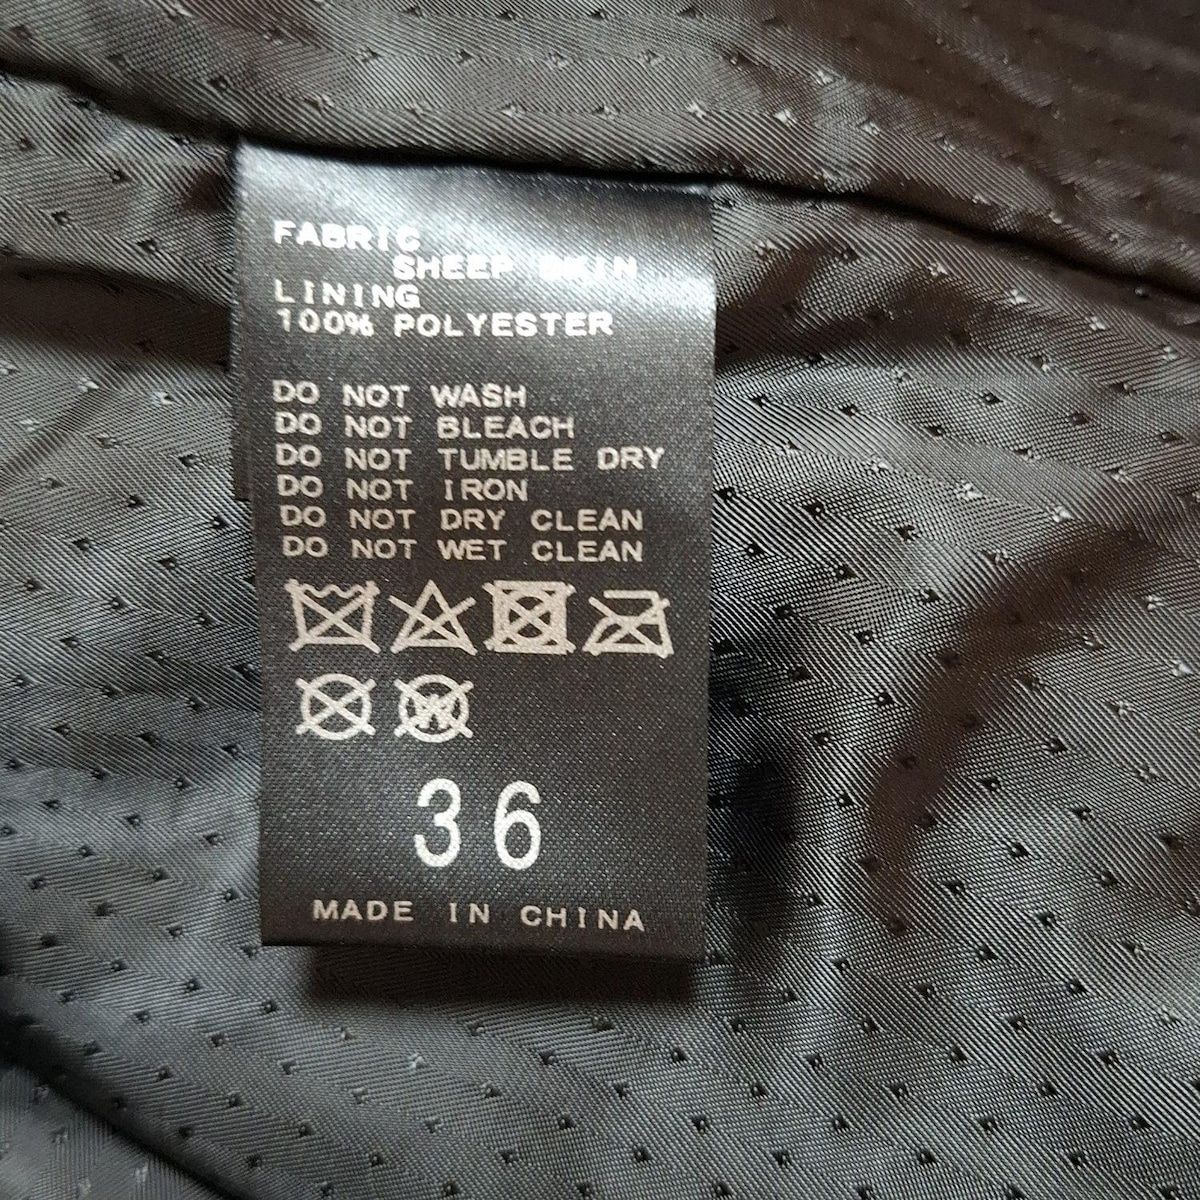 FABRIC
SHEEP SKIN
LINING
100% POLYESTER
DO NOT WASH
DO NOT BLEACH
DO NOT TUMBLE DRY
DO NOT IRON
DO NOT DRY CLEAN
DO NOT WET CLEAN
W
36
MADE IN CHINA